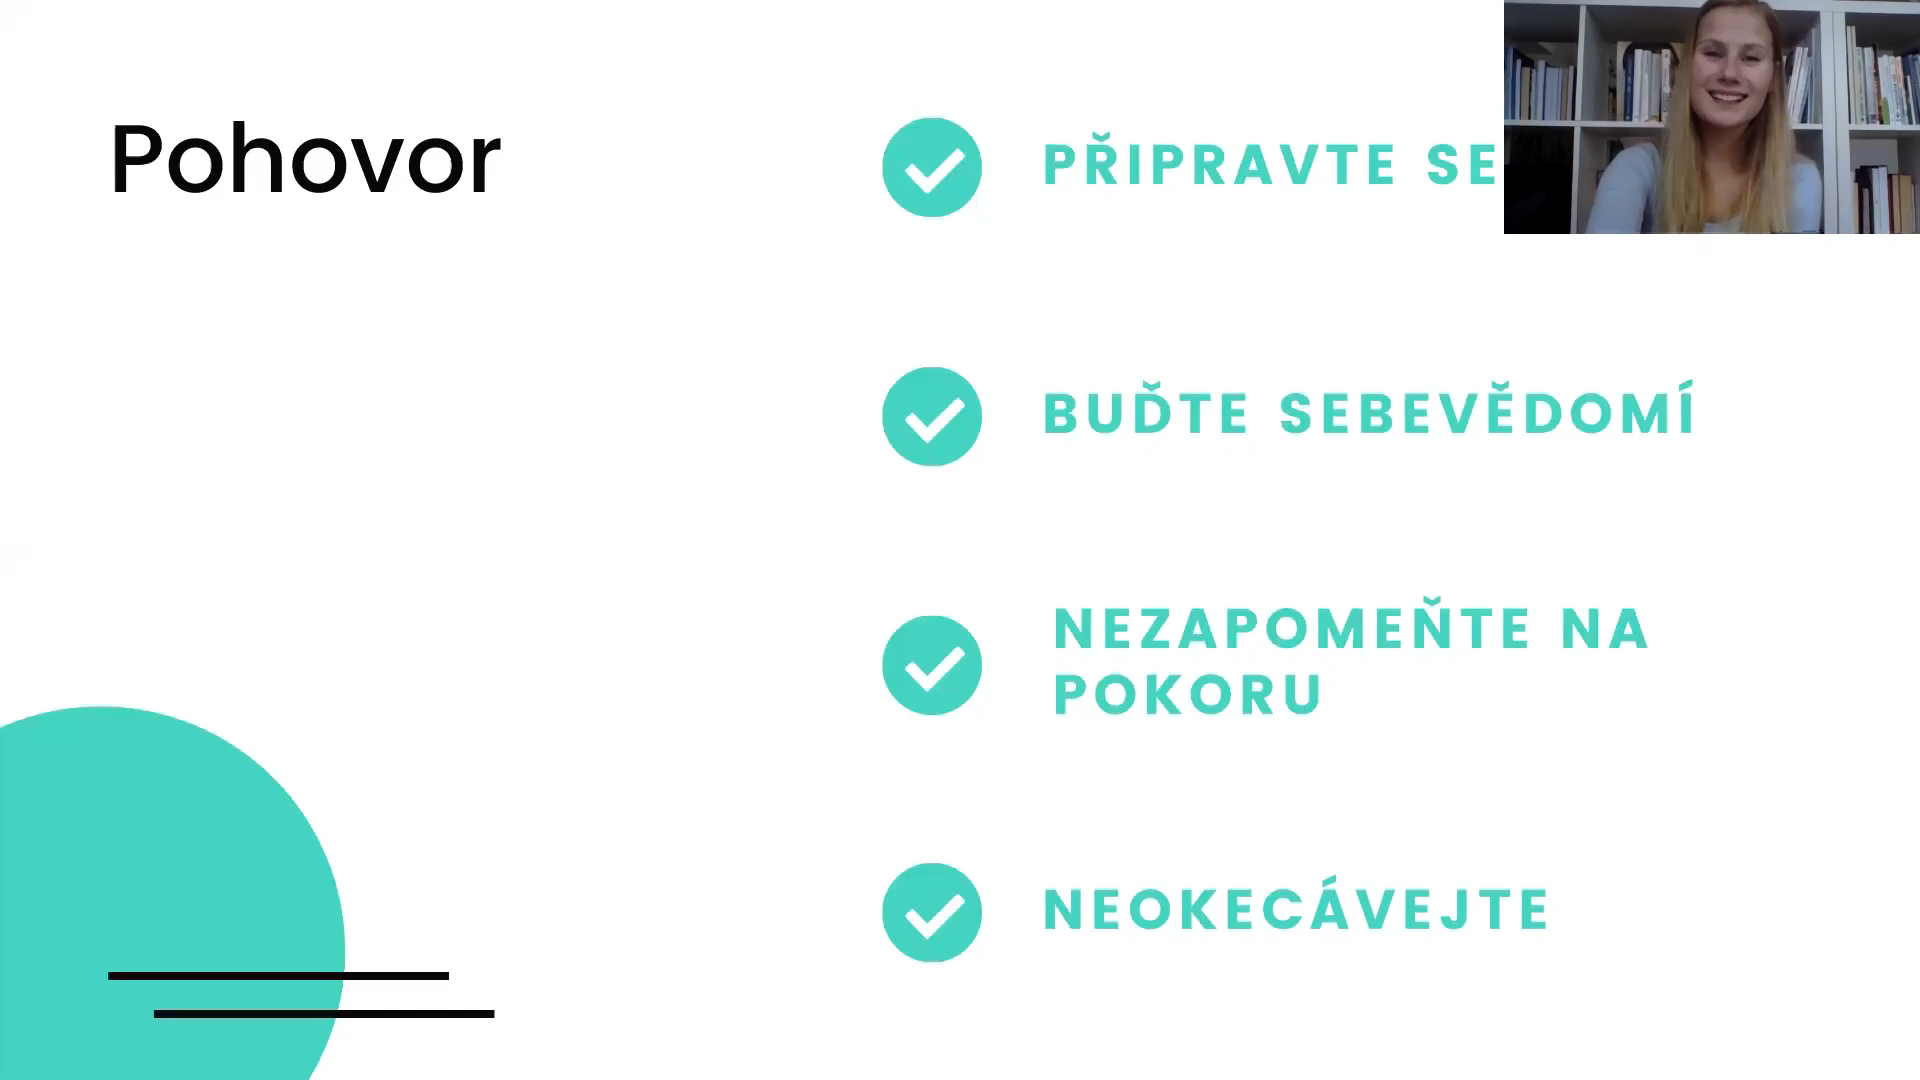 Pohovor
PŘIPRAVTE SE
BUĎTE SEBEVĚDOMÍ
NEZAPOMEŇTE NA
POKORU
NEOKECÁVEJTE